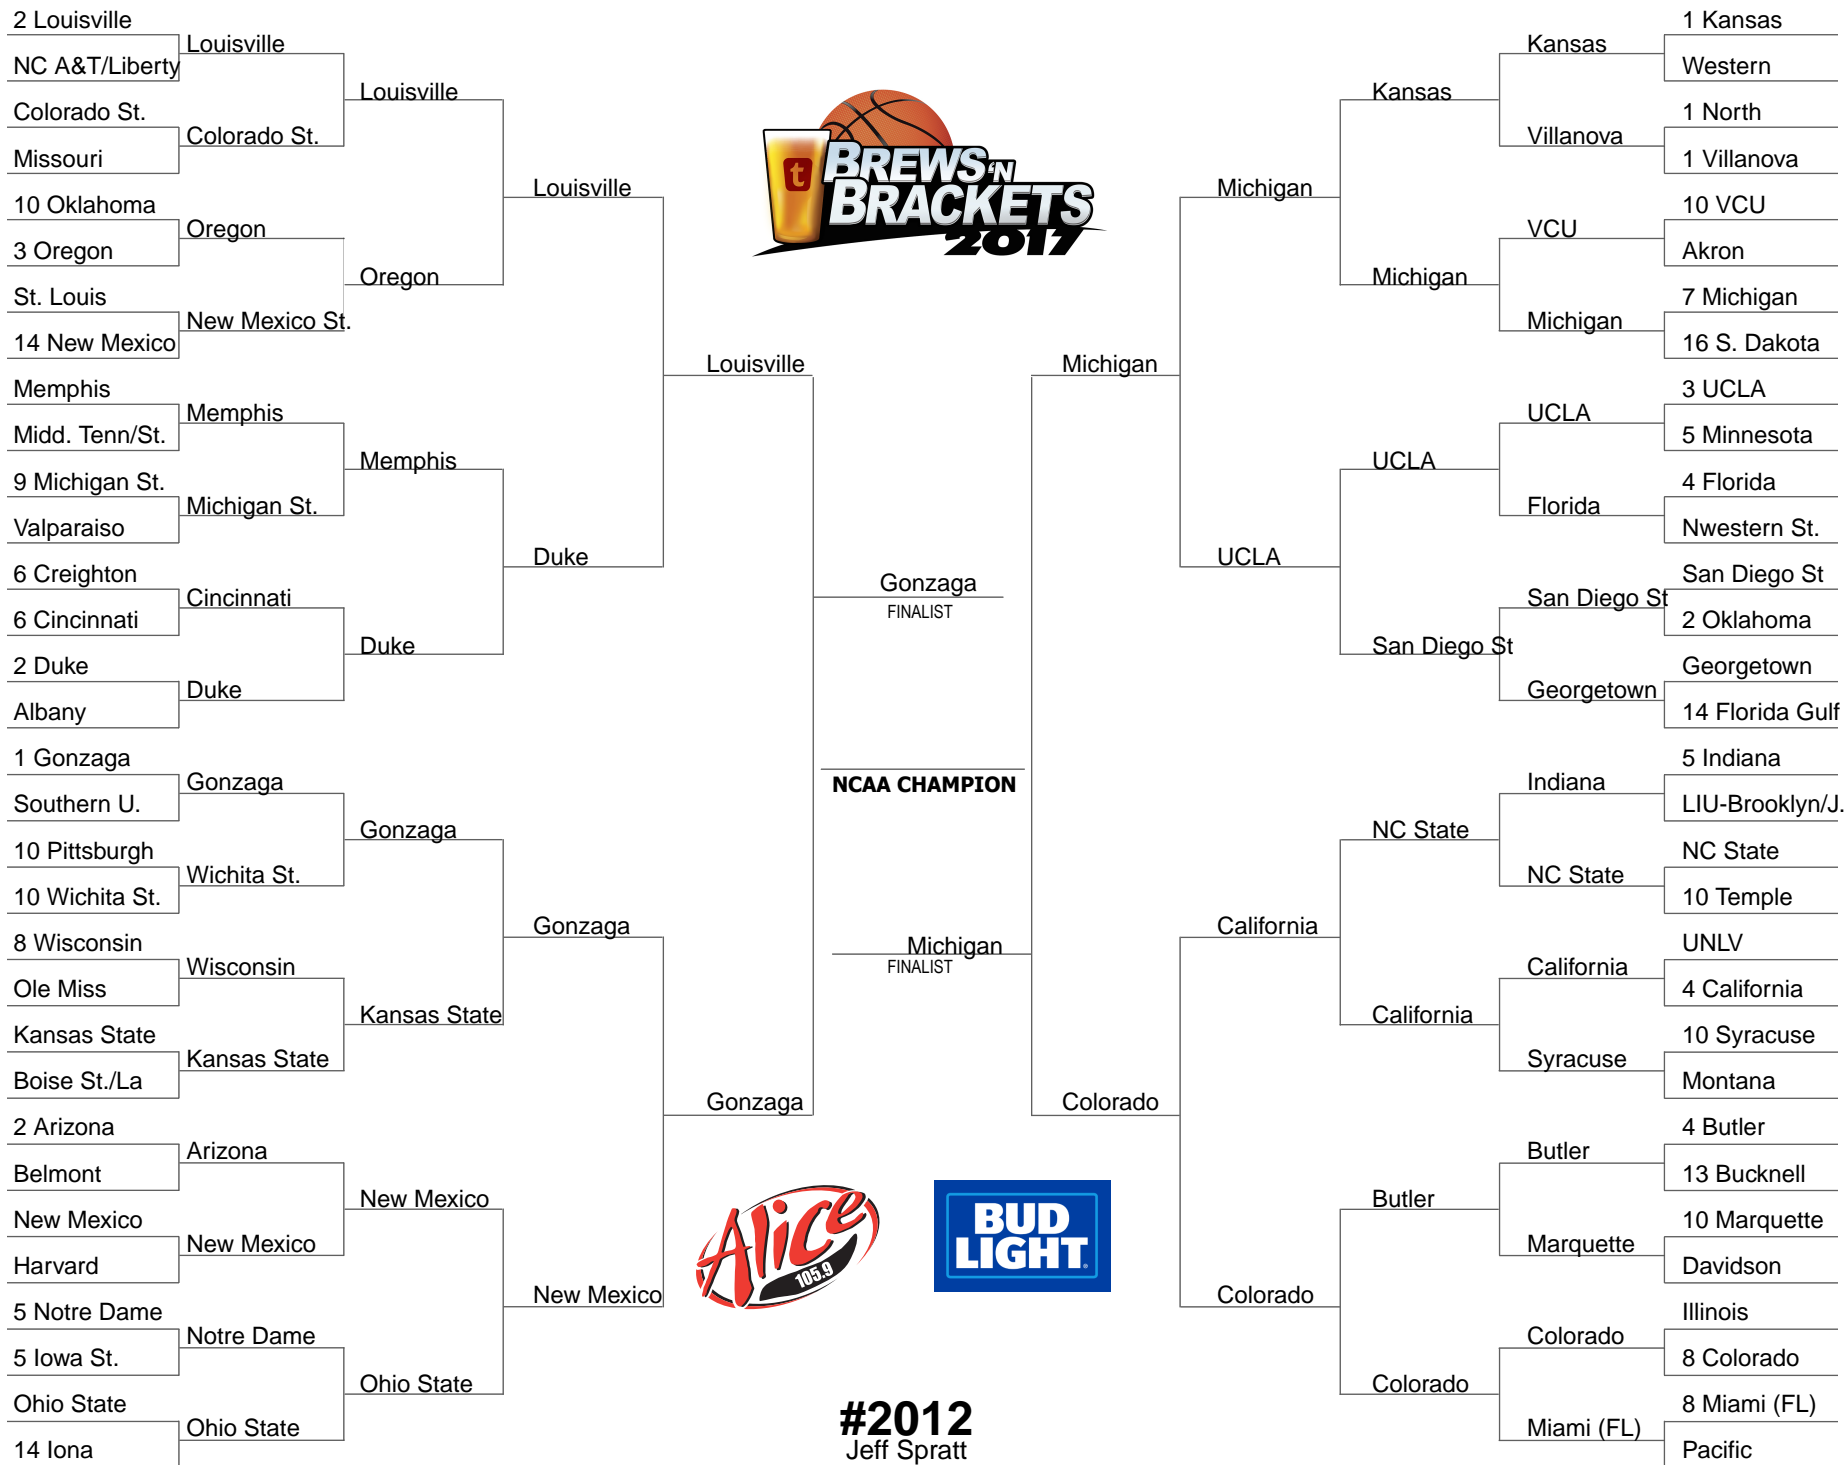 2 Louisville
NC A&T/Liberty
Colorado St.
Missouri
10 Oklahoma
3 Oregon
St. Louis
14 New Mexico
Memphis
Midd. Tenn/St.
9 Michigan St.
Valparaiso
6 Creighton
6 Cincinnati
2 Duke
Albany
1 Gonzaga
Southern U.
10 Pittsburgh
10 Wichita St.
8 Wisconsin
Ole Miss
Kansas State
Boise St./La
2 Arizona
Belmont
New Mexico
Harvard
5 Notre Dame
5 Iowa St.
Ohio State
14 Iona
Louisville
Colorado St.
Oregon
New Mexico St.
Memphis
Michigan St.
Cincinnati
Duke
Gonzaga
Wichita St.
Wisconsin
Kansas State
Arizona
New Mexico
Notre Dame
Ohio State
Louisville
Oregon
Memphis
Duke
Gonzaga
Kansas State
New Mexico
Ohio State
Louisville
Duke
Gonzaga
New Mexico
Louisville
Gonzaga
t
BREWS 'N
BRACKETS
2017
Gonzaga
FINALIST
NCAA CHAMPION
Michigan
FINALIST
Alice
105.9
BUD
LIGHT
#2012
Jeff Spratt
Michigan
Colorado
Michigan
UCLA
California
Colorado
Kansas
Michigan
UCLA
San Diego St
NC State
California
Butler
Colorado
Kansas
Villanova
VCU
Michigan
UCLA
Florida
San Diego St
Georgetown
Indiana
NC State
California
Syracuse
Butler
Marquette
Colorado
Miami (FL)
1 Kansas
Western
1 North
1 Villanova
10 VCU
Akron
7 Michigan
16 S. Dakota
3 UCLA
5 Minnesota
4 Florida
Nwestern St.
San Diego St
2 Oklahoma
Georgetown
14 Florida Gulf
5 Indiana
LIU-Brooklyn/J.
NC State
10 Temple
UNLV
4 California
10 Syracuse
Montana
4 Butler
13 Bucknell
10 Marquette
Davidson
Illinois
8 Colorado
8 Miami (FL)
Pacific